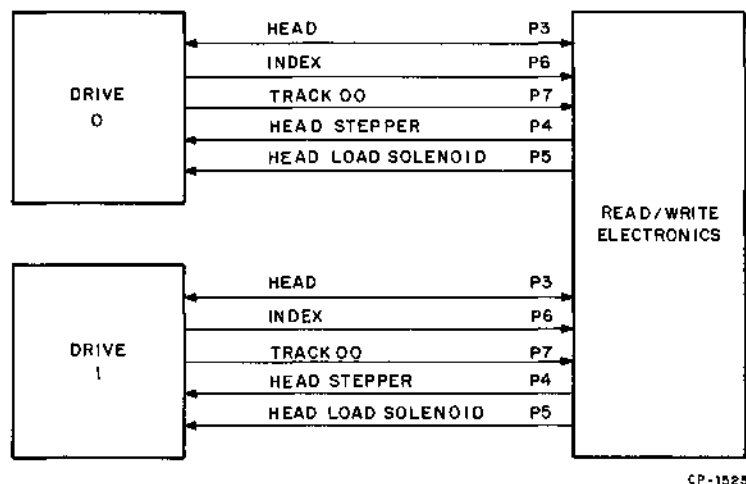 HEAD P3
INDEX P6
DRIVE 0
TRACK 00 P7
HEAD STEPPER P4
HEAD LOAD SOLENOID P5
READ/WRITE
ELECTRONICS
HEAD P3
INDEX P6
DRIVE 1
TRACK 00 P7
HEAD STEPPER P4
HEAD LOAD SOLENOID P5
CP-1525